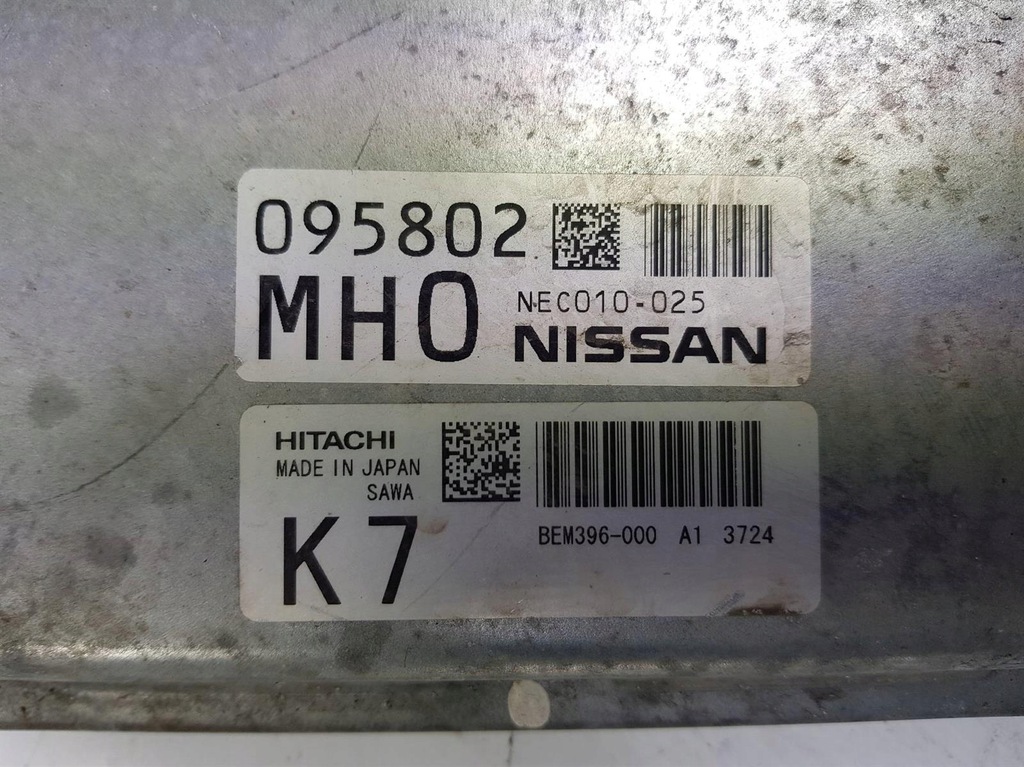 095802
MH0
NEC010-025
NISSAN
HITACHI
MADE IN JAPAN
SAWA
K7
BEM396-000 A1 3724